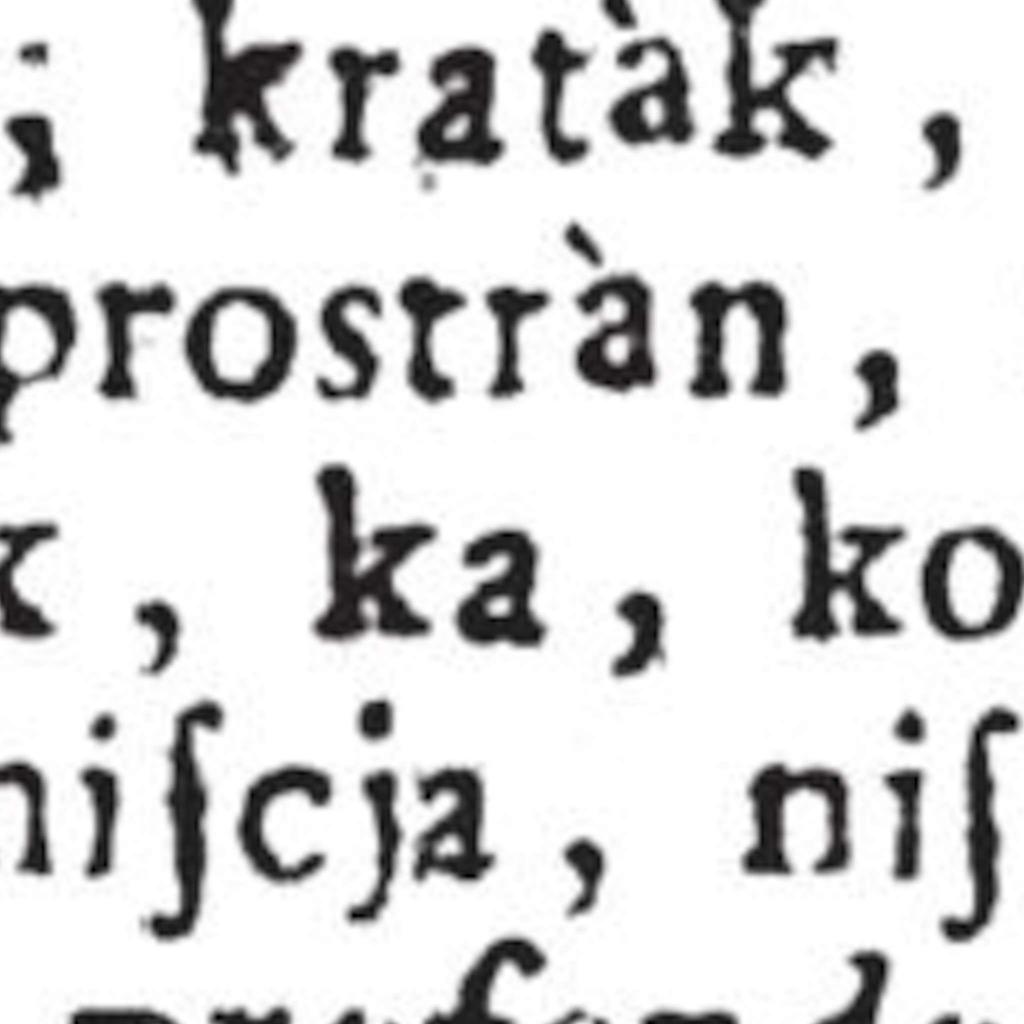 ; kratàk ,
prostràn ,
k , ka , ko
niſcja , niſ